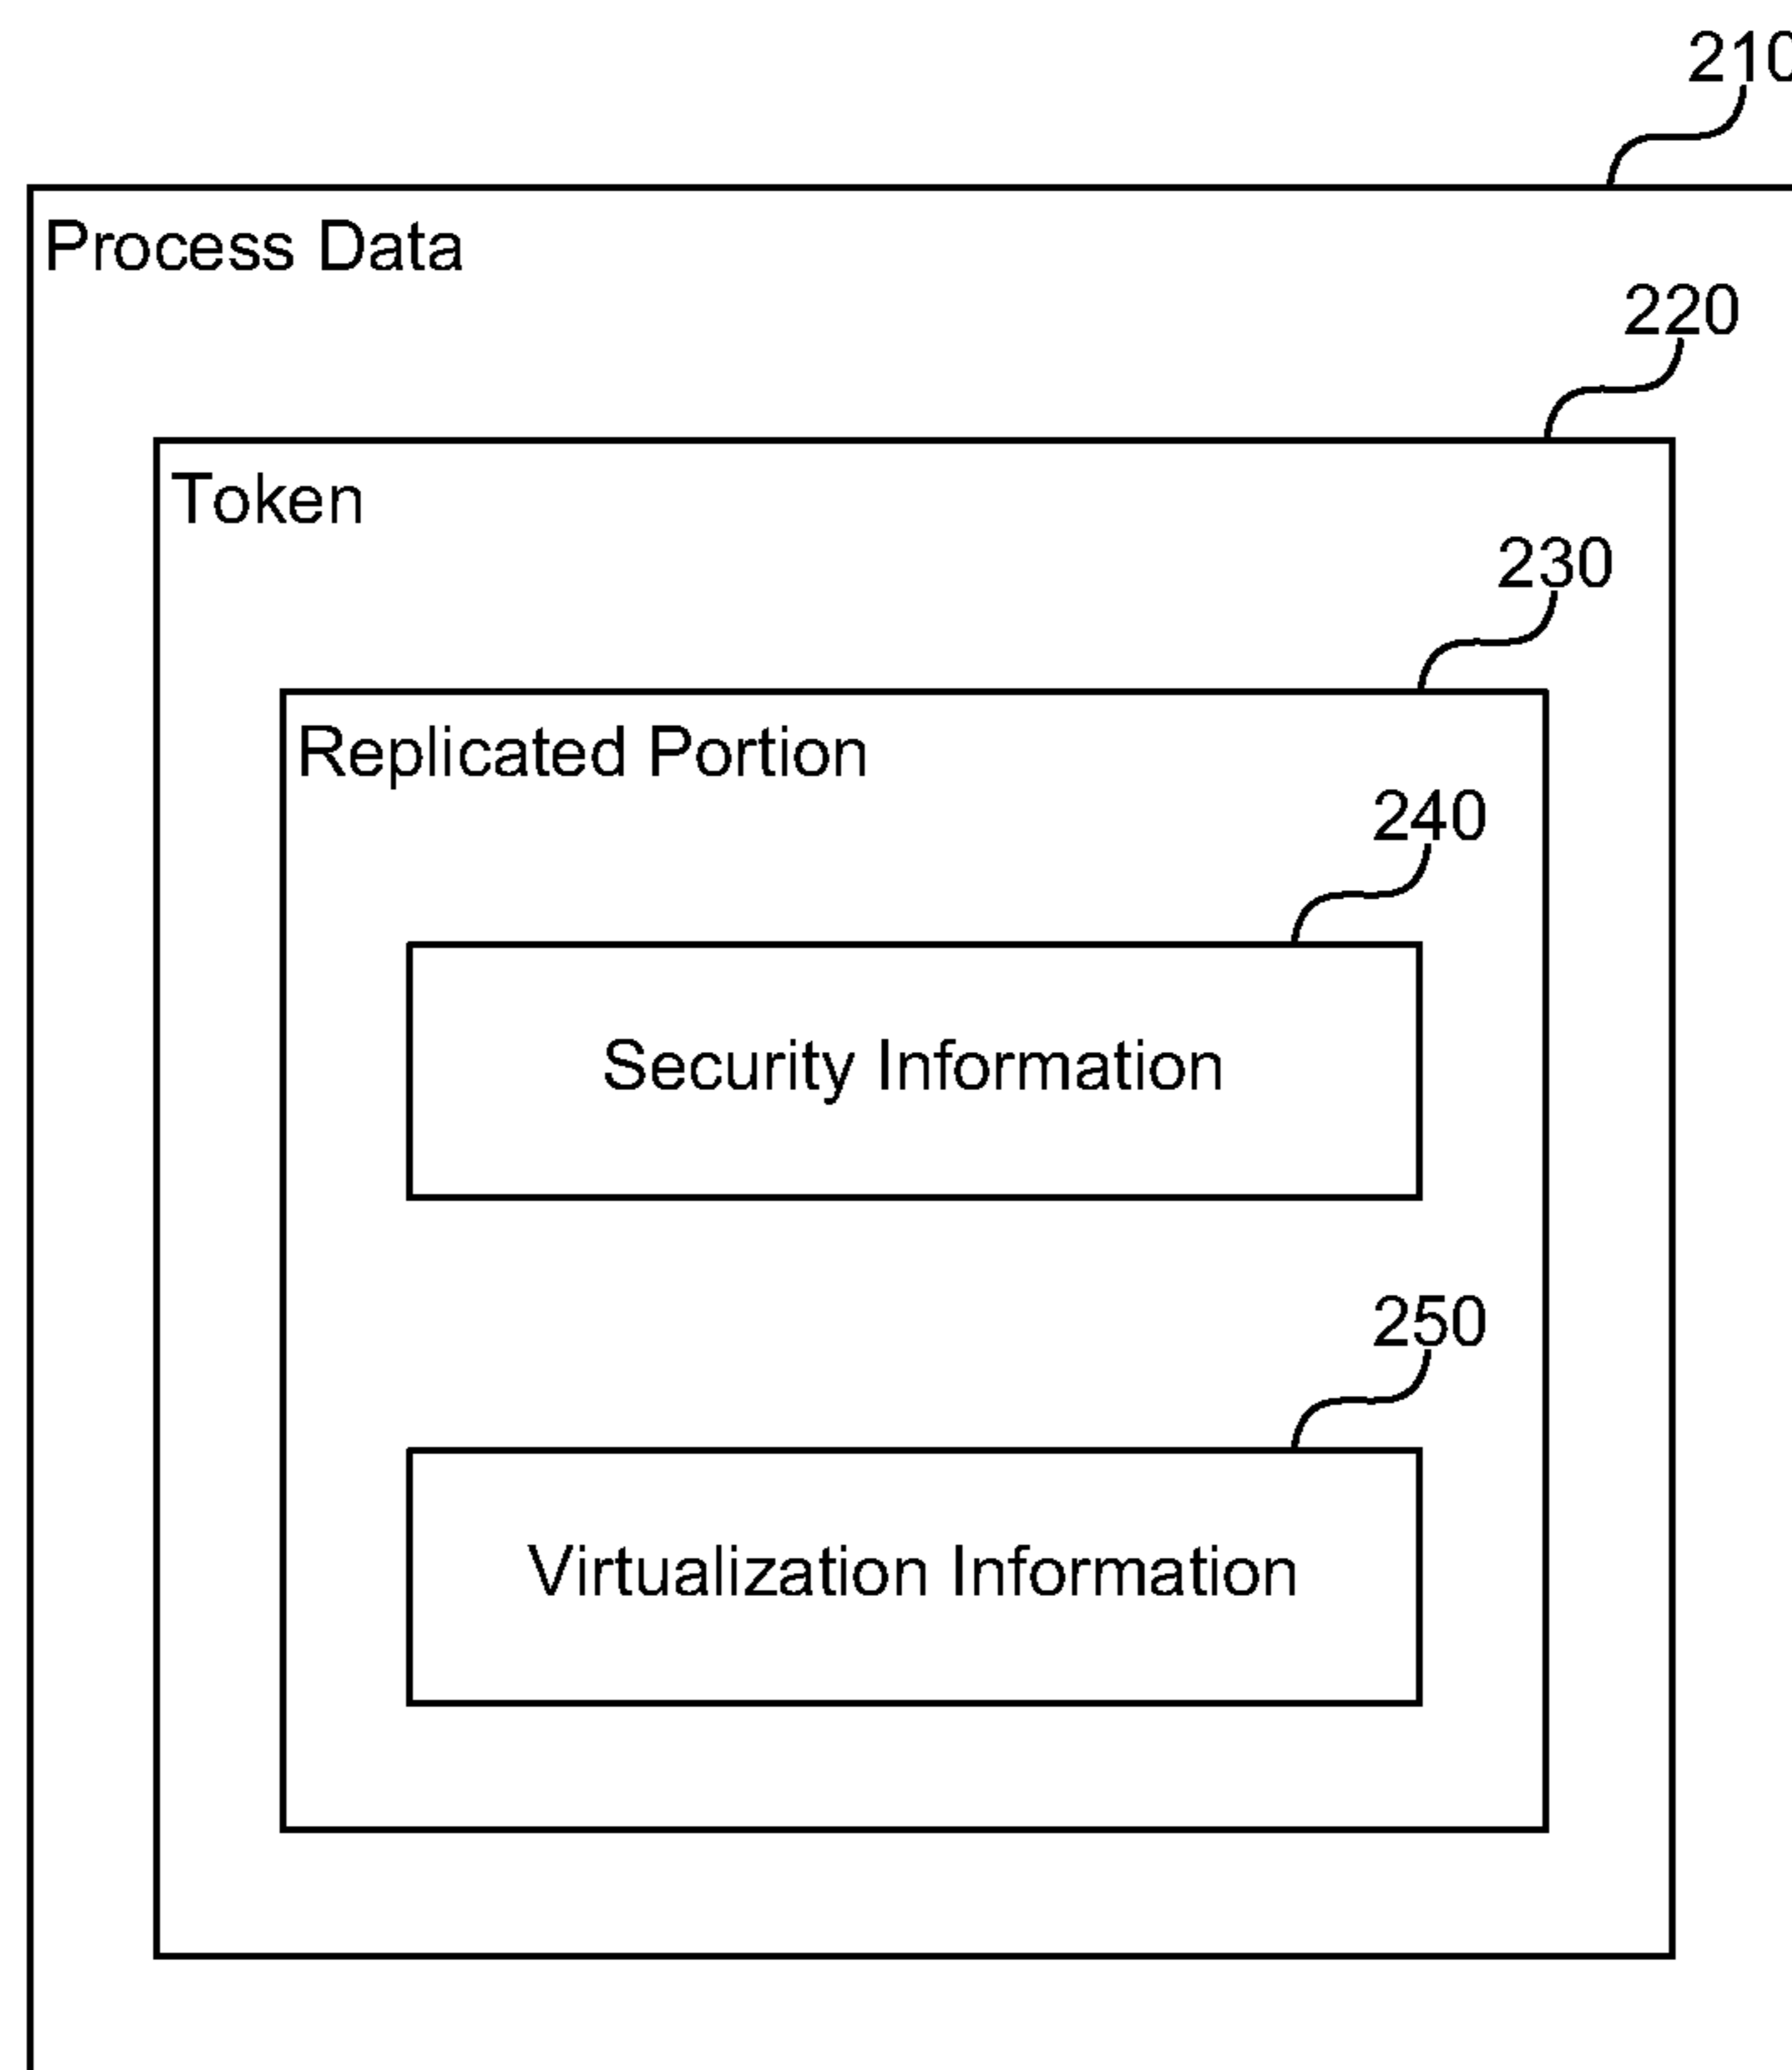 210
Process Data
220
Token
230
Replicated Portion
240
Security Information
250
Virtualization Information